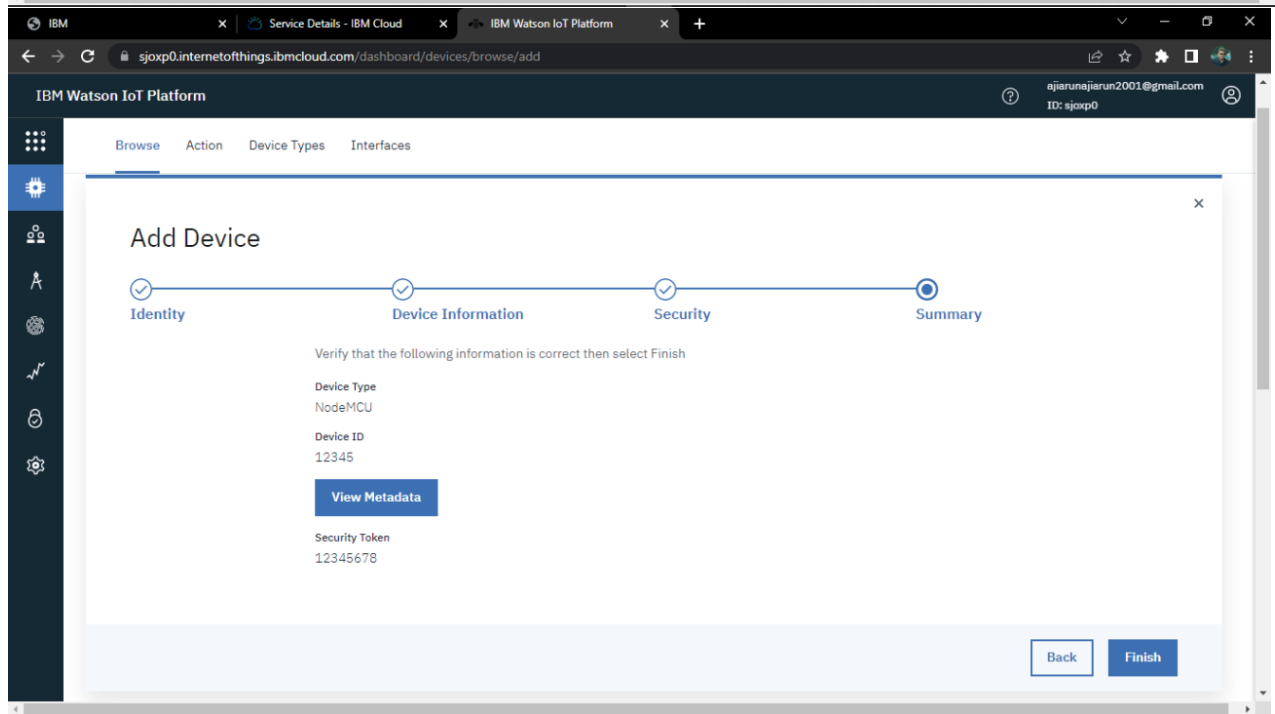 IBM
Service Details - IBM Cloud
IBM Watson IoT Platform
sjoxp0.internetofthings.ibmcloud.com/dashboard/devices/browse/add
IBM Watson IoT Platform
ajiarunajiarun2001@gmail.com
ID: sjoxp0
Browse Action Device Types Interfaces
Add Device
Identity Device Information Security Summary
Verify that the following information is correct then select Finish
Device Type
NodeMCU
Device ID
12345
View Metadata
Security Token
12345678
Back Finish